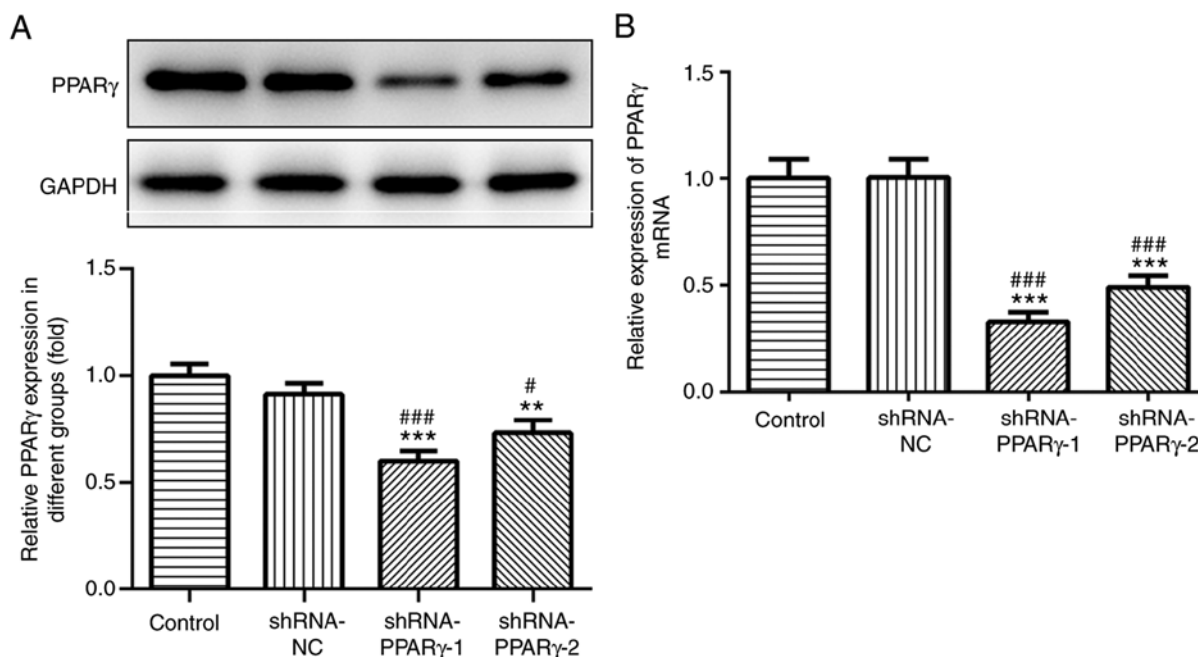 A
PPARγ
GAPDH
Relative PPARγ expression in
different groups (fold)
1.5
1.0
0.5
0.0
###
***
#
**
Control
shRNA-
NC
shRNA-
PPARγ-1
shRNA-
PPARγ-2
B
Relative expression of PPARγ
mRNA
1.5
1.0
0.5
0.0
###
***
###
***
Control
shRNA-
NC
shRNA-
PPARγ-1
shRNA-
PPARγ-2